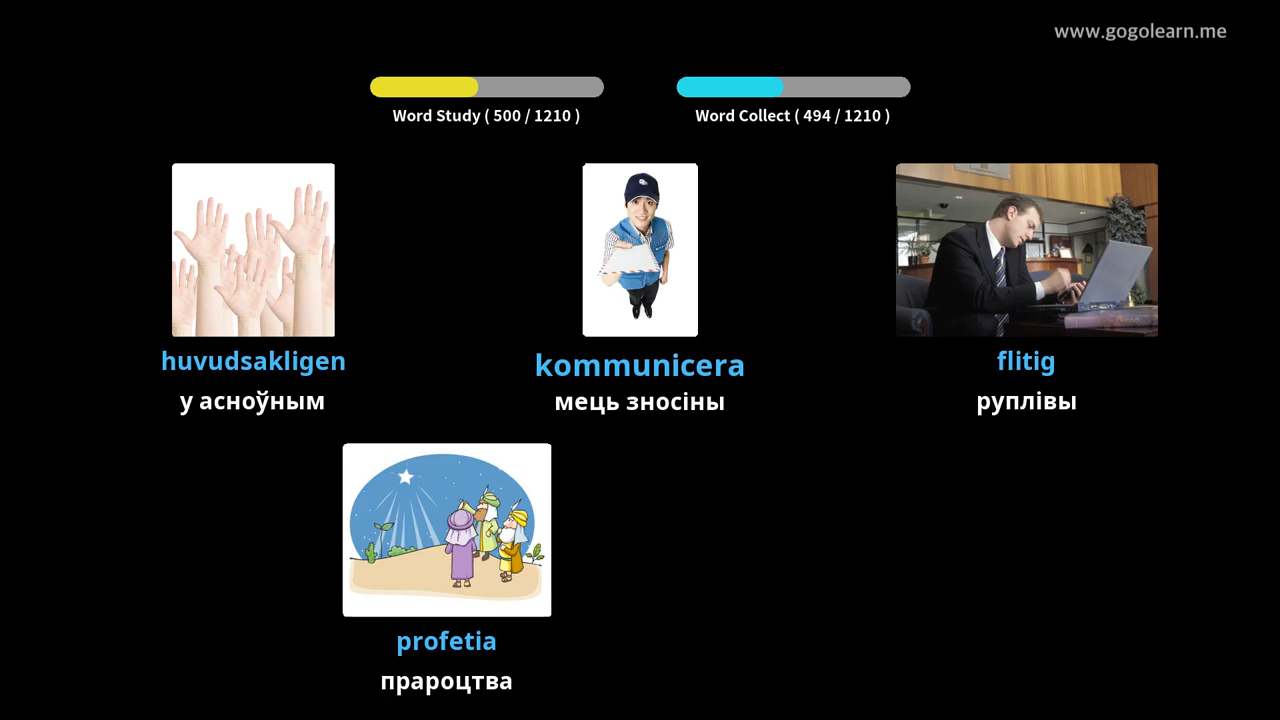 www.gogolearn.me
Word Study ( 500 / 1210 )
Word Collect ( 494 / 1210 )
huvudsakligen
у асноўным
kommunicera
мець зносіны
flitig
руплівы
profetia
прароцтва